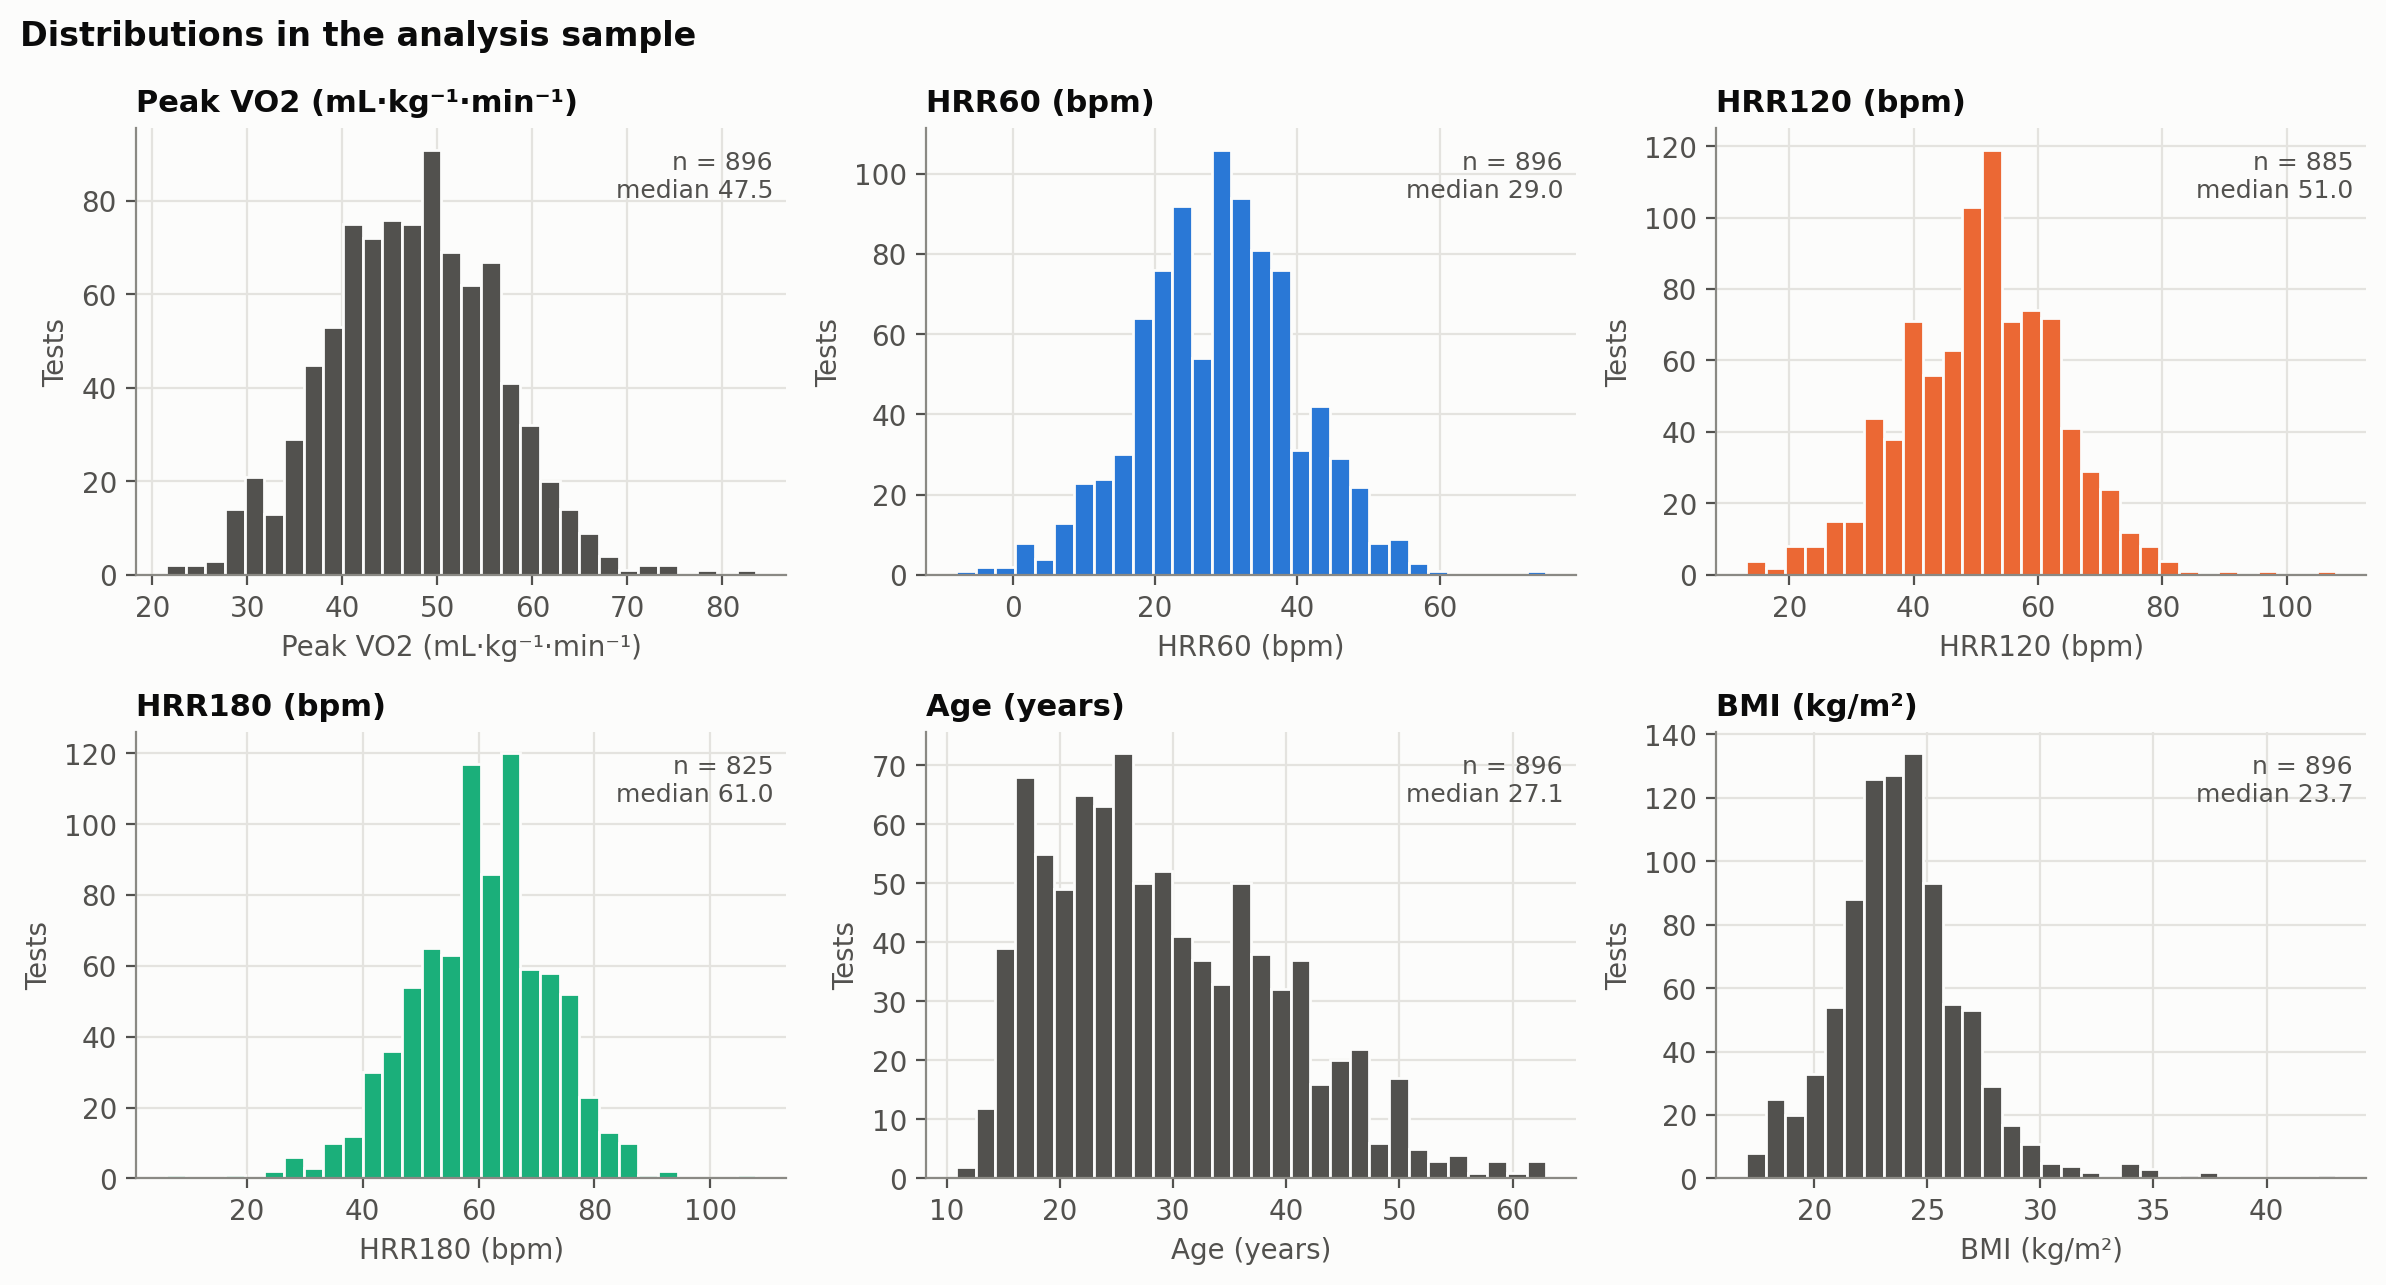 Distributions in the analysis sample
Peak VO2 (mL·kg⁻¹·min⁻¹)
n = 896
median 47.5
80
60
40
20
0
Tests
20 30 40 50 60 70 80
Peak VO2 (mL·kg⁻¹·min⁻¹)
HRR60 (bpm)
n = 896
median 29.0
100
80
60
40
20
0
Tests
0 20 40 60
HRR60 (bpm)
HRR120 (bpm)
n = 885
median 51.0
120
100
80
60
40
20
0
Tests
20 40 60 80 100
HRR120 (bpm)
HRR180 (bpm)
n = 825
median 61.0
120
100
80
60
40
20
0
Tests
20 40 60 80 100
HRR180 (bpm)
Age (years)
n = 896
median 27.1
70
60
50
40
30
20
10
0
Tests
10 20 30 40 50 60
Age (years)
BMI (kg/m²)
n = 896
median 23.7
140
120
100
80
60
40
20
0
Tests
20 25 30 35 40
BMI (kg/m²)